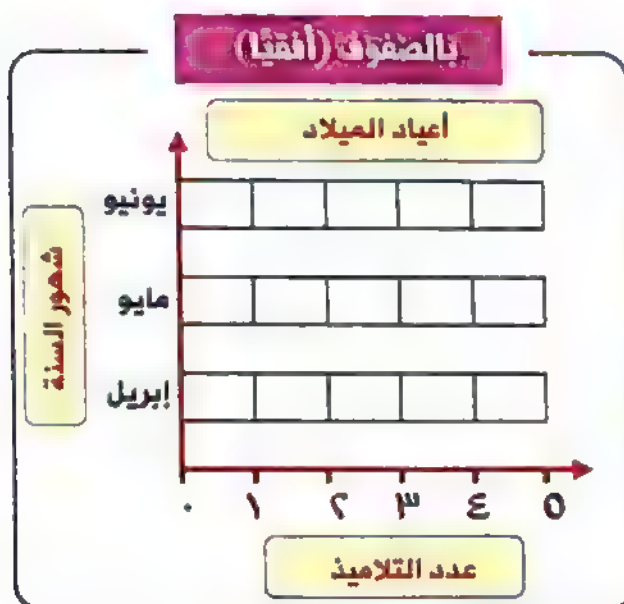 بالصفوف (أفقيًا)
أعياد الميلاد
يونيو
مايو
إبريل
شهور السنة
٠ ١ ٢ ٣ ٤ ٥
عدد التلاميذ